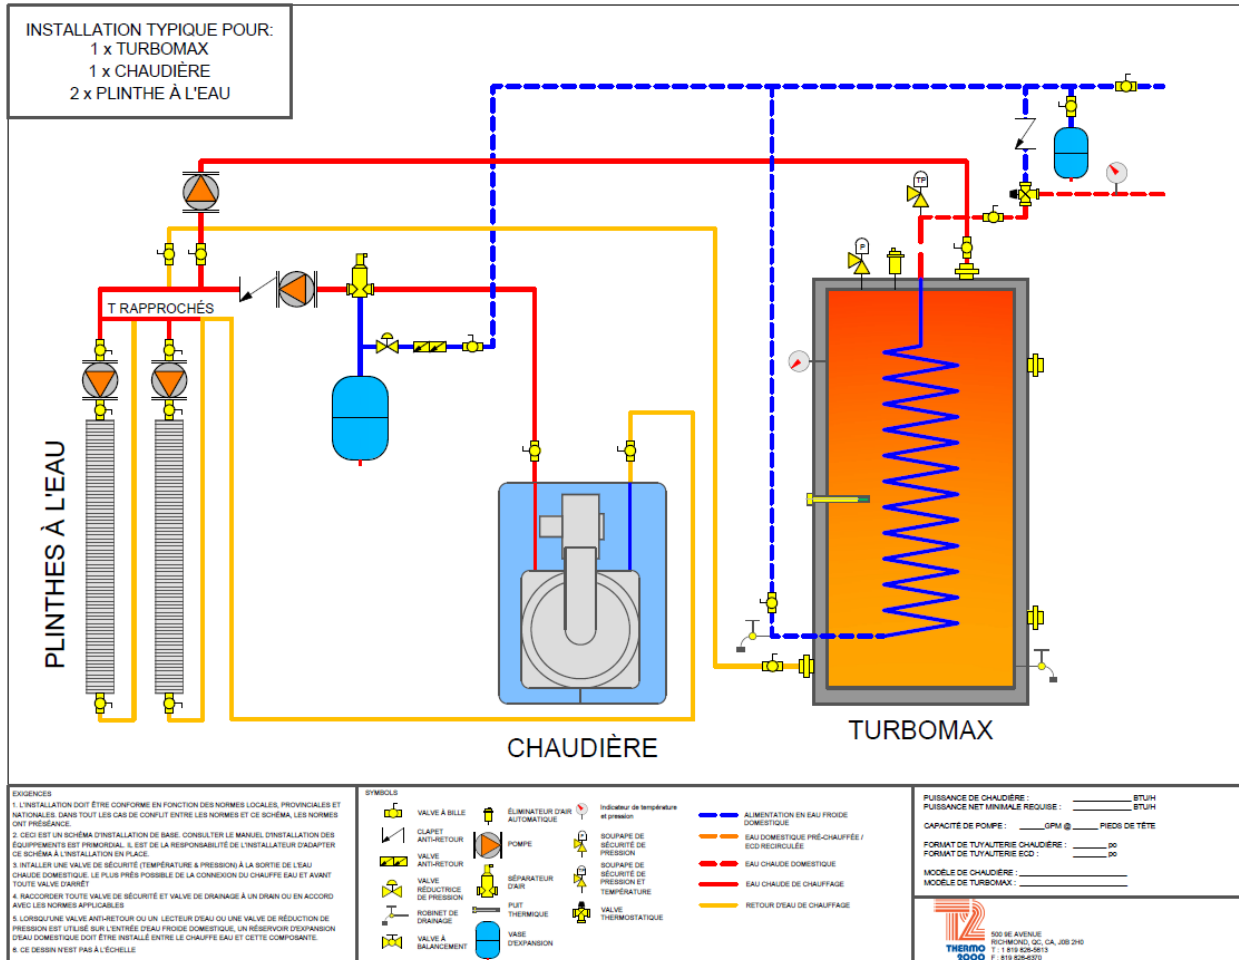 INSTALLATION TYPIQUE POUR:
1 x TURBOMAX
1 x CHAUDIÈRE
2 x PLINTHE À L'EAU
TP
P
T RAPPROCHÉS
PLINTHES À L'EAU
CHAUDIÈRE
TURBOMAX
EXIGENCES
1. L'INSTALLATION DOIT ÊTRE CONFORME EN FONCTION DES NORMES LOCALES, PROVINCIALES ET
NATIONALES. DANS TOUT LES CAS DE CONFLIT ENTRE LES NORMES ET CE SCHÉMA, LES NORMES
ONT PRÉSÉANCE.
2. CECI EST UN SCHÉMA D'INSTALLATION DE BASE. CONSULTER LE MANUEL D'INSTALLATION DES
ÉQUIPEMENTS EST PRIMORDIAL. IL EST DE LA RESPONSABILITÉ DE L'INSTALLATEUR D'ADAPTER
CE SCHÉMA À L'INSTALLATION EN PLACE.
3. INTALLER UNE VALVE DE SÉCURITÉ (TEMPÉRATURE & PRESSION) À LA SORTIE DE L'EAU
CHAUDE DOMESTIQUE. LE PLUS PRÈS POSSIBLE DE LA CONNEXION DU CHAUFFE EAU ET AVANT
TOUTE VALVE D'ARRÊT
4. RACCORDER TOUTE VALVE DE SÉCURITÉ ET VALVE DE DRAINAGE À UN DRAIN OU EN ACCORD
AVEC LES NORMES APPLICABLES
5. LORSQU'UNE VALVE ANTI-RETOUR OU UN LECTEUR D'EAU OU UNE VALVE DE RÉDUCTION DE
PRESSION EST UTILISÉ SUR L'ENTRÉE D'EAU FROIDE DOMESTIQUE, UN RÉSERVOIR D'EXPANSION
D'EAU DOMESTIQUE DOIT ÊTRE INSTALLÉ ENTRE LE CHAUFFE EAU ET CETTE COMPOSANTE.
6. CE DESSIN N'EST PAS À L'ÉCHELLE
SYMBOLS
VALVE À BILLE
CLAPET
ANTI-RETOUR
VALVE
ANTI-RETOUR
VALVE
RÉDUCTRICE
DE PRESSION
ROBINET DE
DRAINAGE
VALVE À
BALANCEMENT
ÉLIMINATEUR D'AIR
AUTOMATIQUE
POMPE
SÉPARATEUR
D'AIR
PUIT
THERMIQUE
VASE
D'EXPANSION
Indicateur de température
et pression
P
SOUPAPE DE
SÉCURITÉ DE
PRESSION
TP
SOUPAPE DE
SÉCURITÉ DE
PRESSION ET
TEMPÉRATURE
VALVE
THERMOSTATIQUE
ALIMENTATION EN EAU FROIDE
DOMESTIQUE
EAU DOMESTIQUE PRÉ-CHAUFFÉE /
ECD RECIRCULÉE
EAU CHAUDE DOMESTIQUE
EAU CHAUDE DE CHAUFFAGE
RETOUR D'EAU DE CHAUFFAGE
PUISSANCE DE CHAUDIÈRE : BTU/H
PUISSANCE NET MINIMALE REQUISE : BTU/H
CAPACITÉ DE POMPE : GPM @ PIEDS DE TÊTE
FORMAT DE TUYAUTERIE CHAUDIÈRE : po
FORMAT DE TUYAUTERIE ECD : po
MODÈLE DE CHAUDIÈRE :
MODÈLE DE TURBOMAX :
THERMO
2000
500 9E AVENUE
RICHMOND, QC, CA, J0B 2H0
T : 1 819 826-5613
F : 819 826-6370